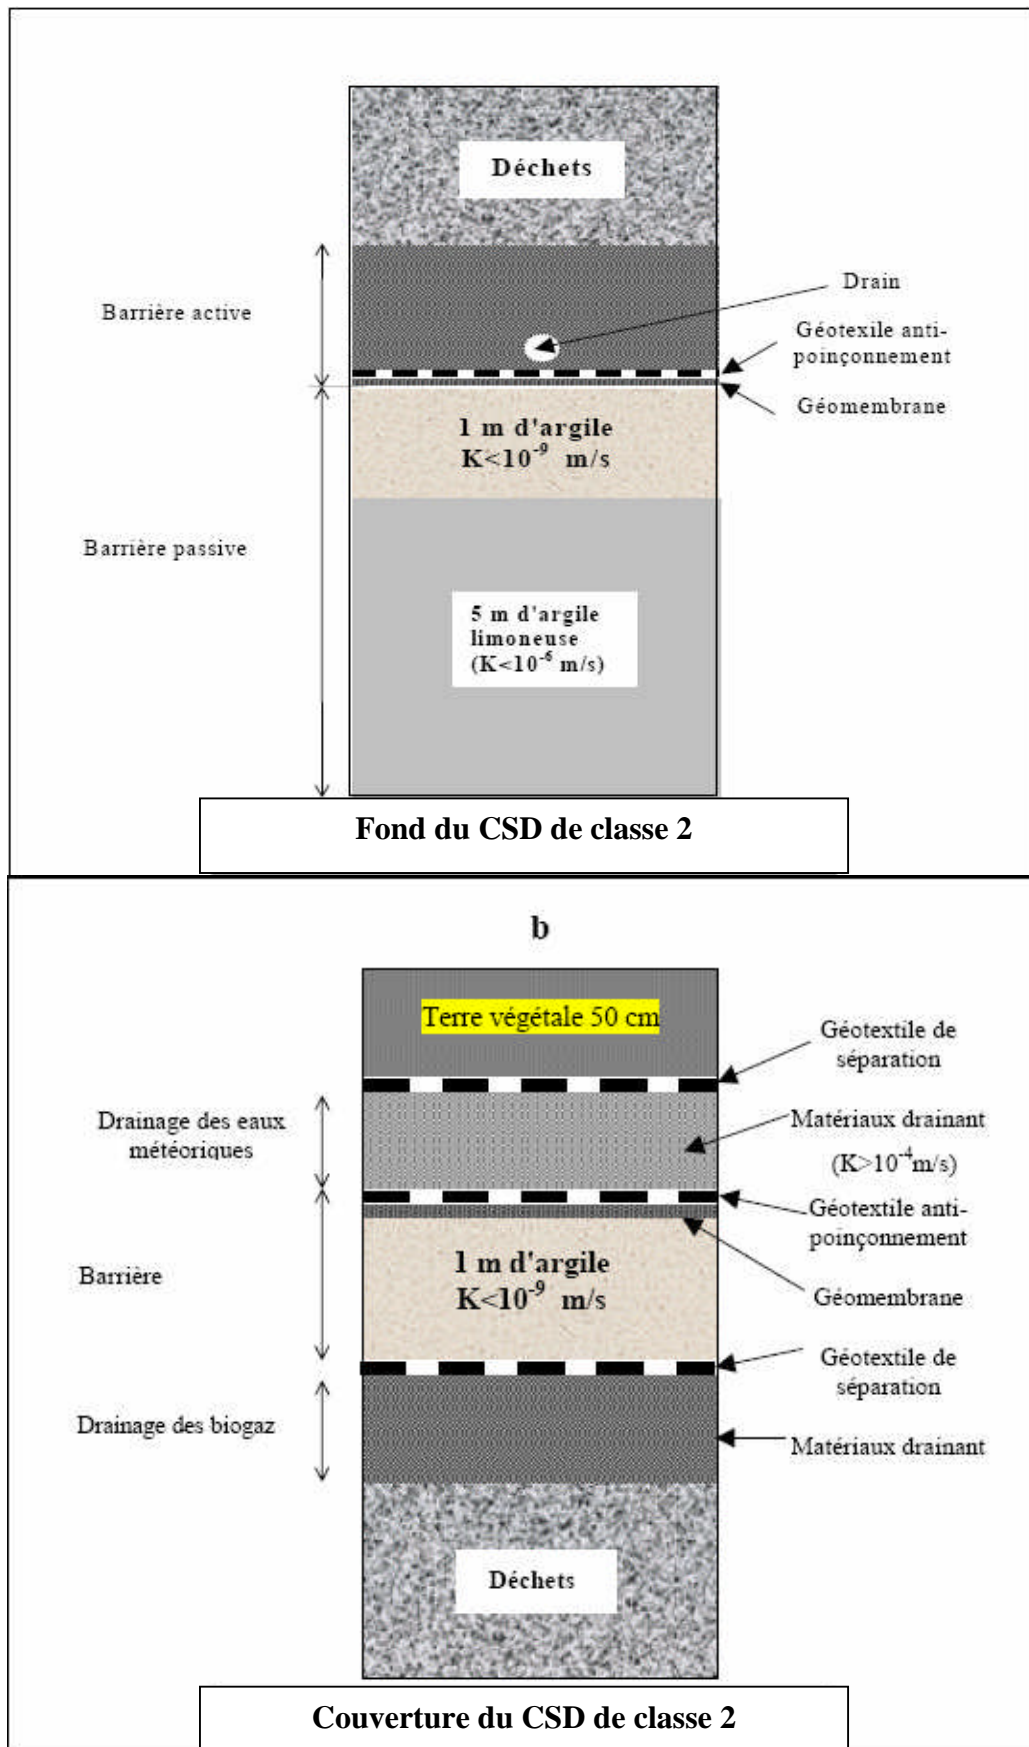 Déchets
Drain
Barrière active
Géotexile anti-
poinçonnement
Géomembrane
1 m d'argile
K<10⁻⁹ m/s
Barrière passive
5 m d'argile
limoneuse
(K<10⁻⁶ m/s)
Fond du CSD de classe 2
b
Terre végétale 50 cm
Géotextile de
séparation
Drainage des eaux
météoriques
Matériaux drainant
(K>10⁻⁴m/s)
Géotextile anti-
poinçonnement
1 m d'argile
K<10⁻⁹ m/s
Barrière
Géomembrane
Géotextile de
séparation
Drainage des biogaz
Matériaux drainant
Déchets
Couverture du CSD de classe 2